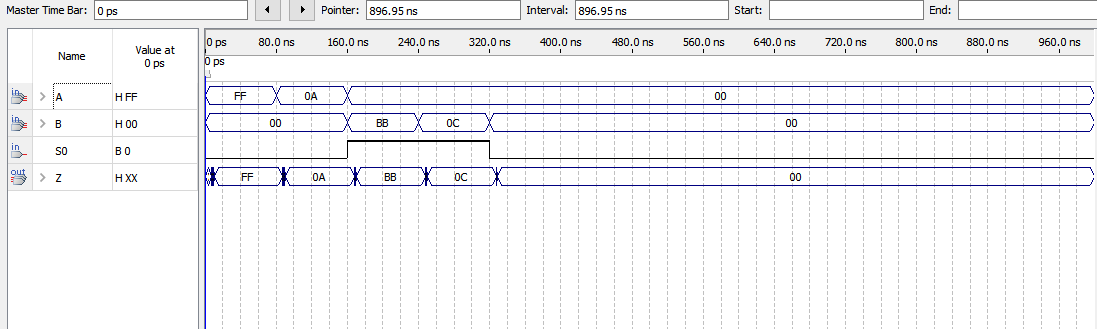 Master Time Bar: 0 ps Pointer: 896.95 ns Interval: 896.95 ns Start: End:
Name Value at 0 ps
0 ps 80.0 ns 160.0 ns 240.0 ns 320.0 ns 400.0 ns 480.0 ns 560.0 ns 640.0 ns 720.0 ns 800.0 ns 880.0 ns 960.0 ns
0 ps
in A H FF FF 0A 00
in B H 00 00 BB 0C 00
in S0 B 0
out Z H XX FF 0A BB 0C 00